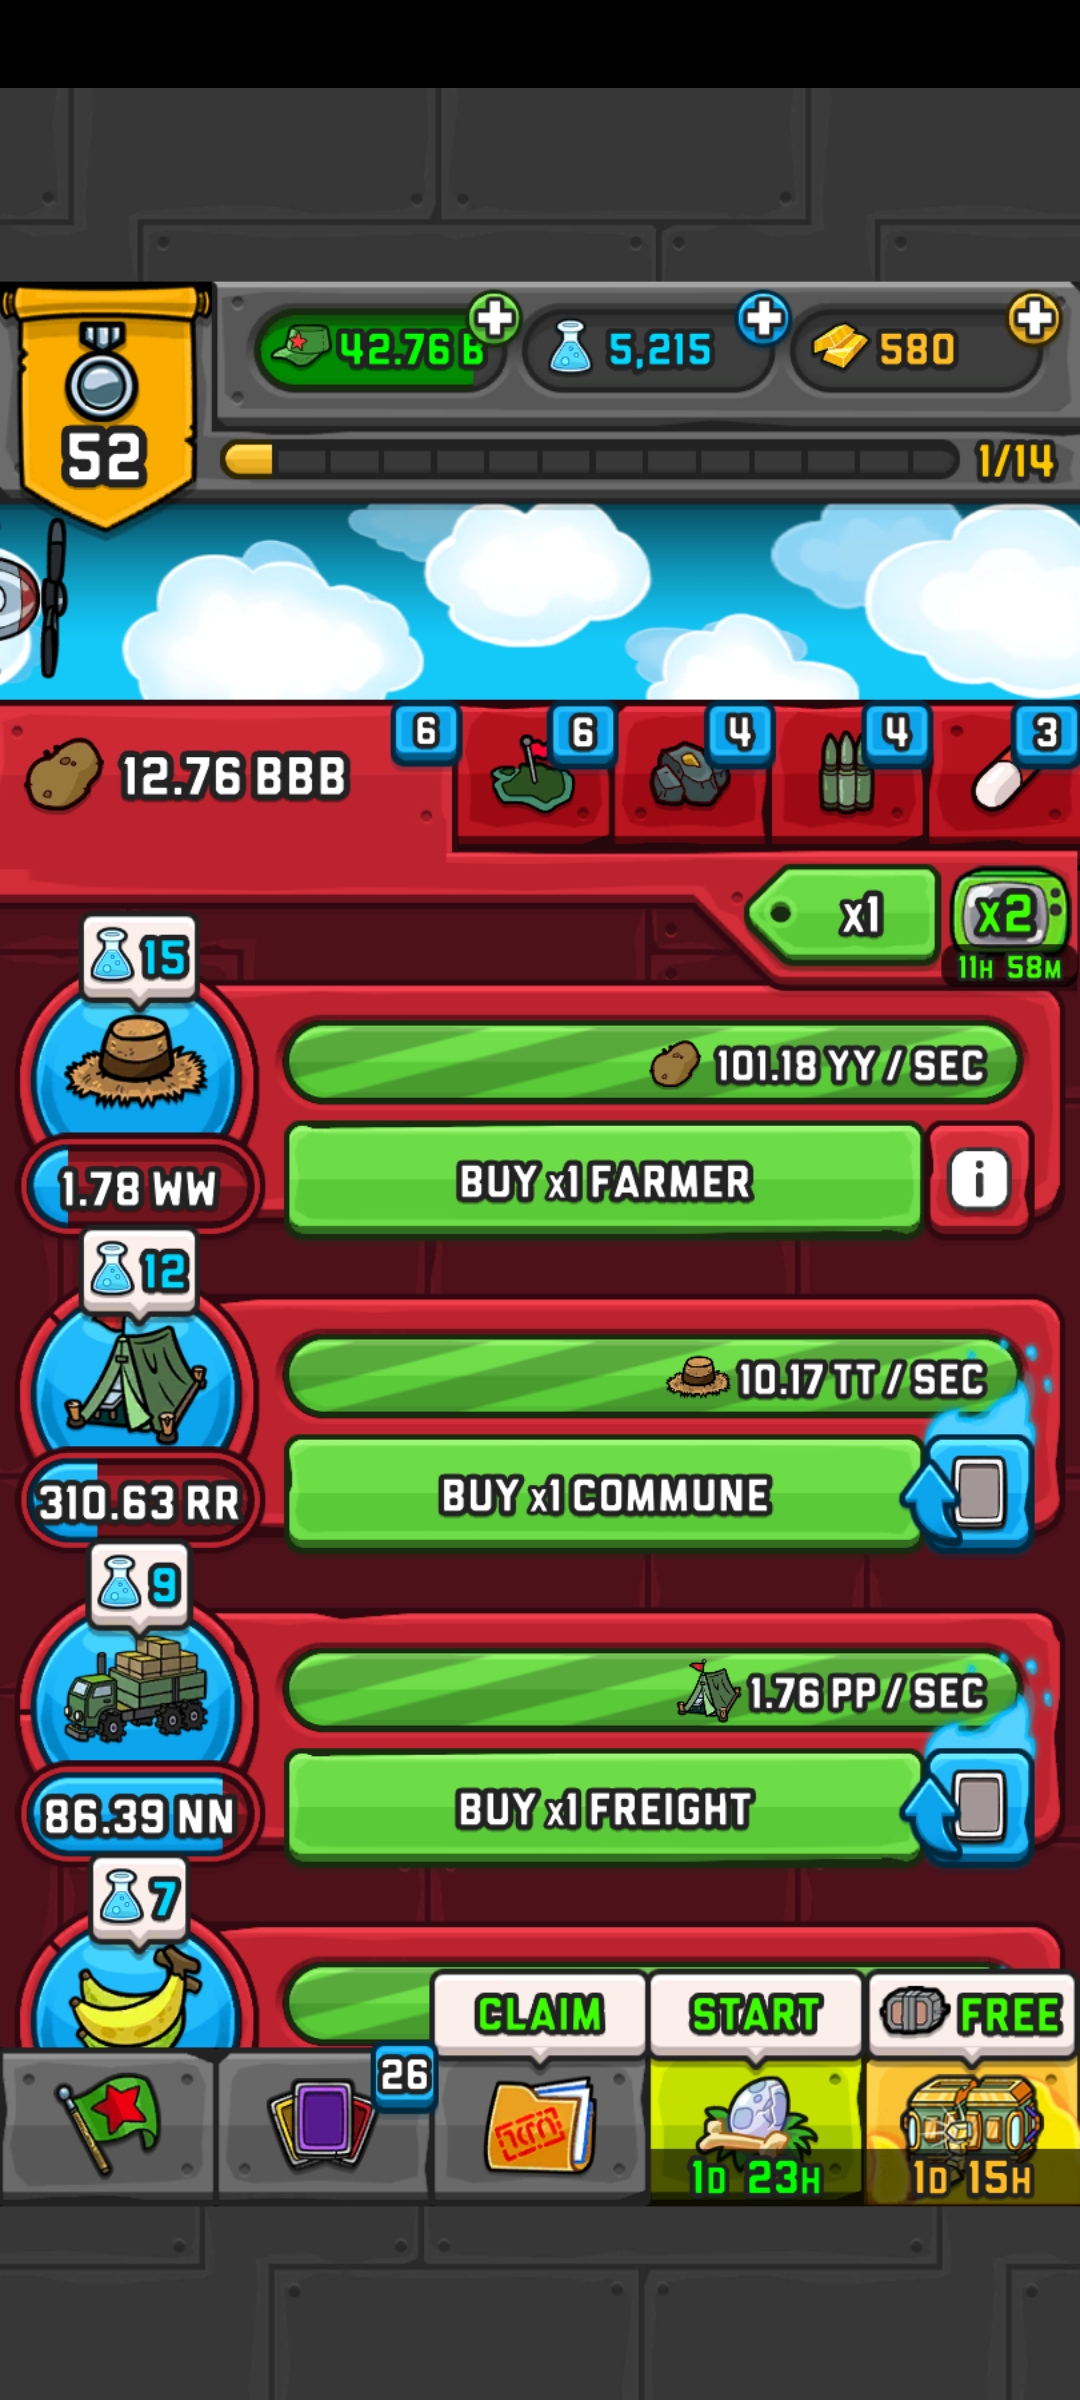 42.76 B
5,215
580
52
1/14
12.76 BBB
6
6
4
4
3
x1
x2
11H 58M
15
101.18 YY / SEC
1.78 WW
BUY x1 FARMER
i
12
10.17 TT / SEC
310.63 RR
BUY x1 COMMUNE
9
1.76 PP / SEC
86.39 NN
BUY x1 FREIGHT
7
CLAIM
START
FREE
26
1D 23H
1D 15H